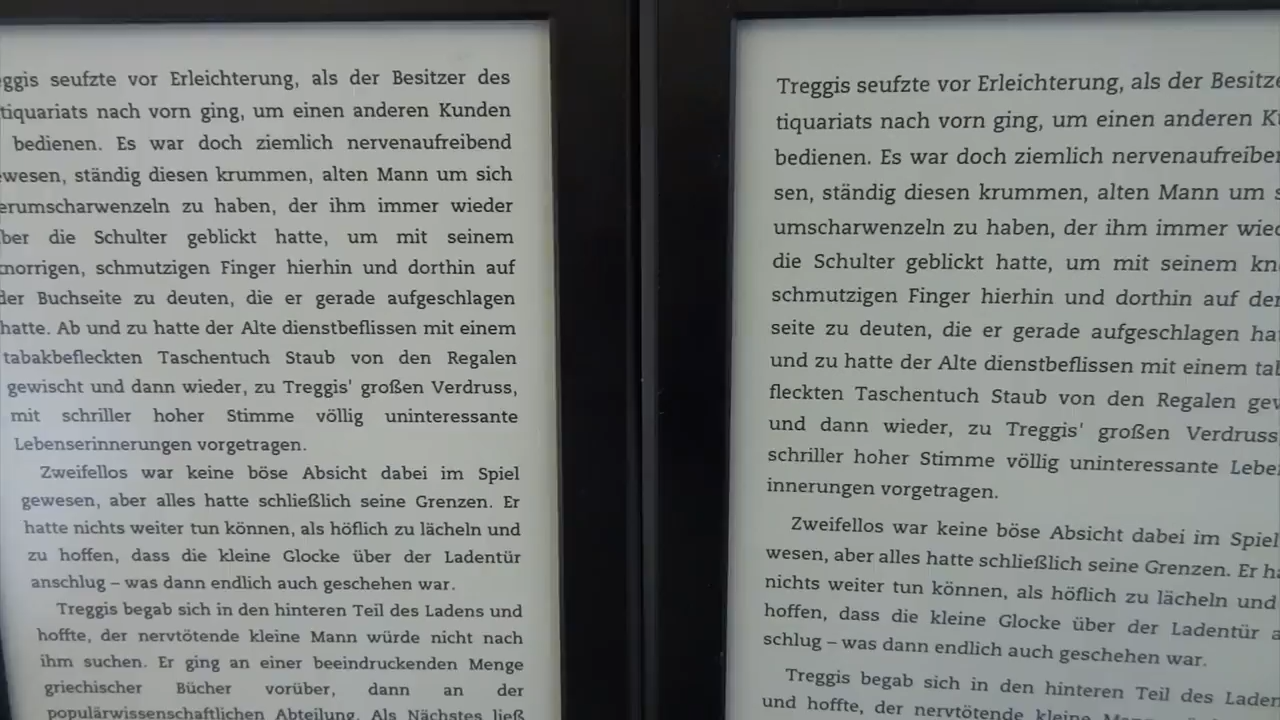 seufzte vor Erleichterung, als der Besitzer des
tiquariats nach vorn ging, um einen anderen Kunden
bedienen. Es war doch ziemlich nervenaufreibend
wesen, ständig diesen krummen, alten Mann um sich
erumscharwenzeln zu haben, der ihm immer wieder
ber die Schulter geblickt hatte, um mit seinem
norrigen, schmutzigen Finger hierhin und dorthin auf
der Buchseite zu deuten, die er gerade aufgeschlagen
hatte. Ab und zu hatte der Alte dienstbeflissen mit einem
tabakbefleckten Taschentuch Staub von den Regalen
gewischt und dann wieder, zu Treggis' großen Verdruss,
mit schriller hoher Stimme völlig uninteressante
Lebenserinnerungen vorgetragen.
Zweifellos war keine böse Absicht dabei im Spiel
gewesen, aber alles hatte schließlich seine Grenzen. Er
hatte nichts weiter tun können, als höflich zu lächeln und
zu hoffen, dass die kleine Glocke über der Ladentür
anschlug – was dann endlich auch geschehen war.
Treggis begab sich in den hinteren Teil des Ladens und
hoffte, der nervtötende kleine Mann würde nicht nach
ihm suchen. Er ging an einer beeindruckenden Menge
griechischer Bücher vorüber, dann an der
populärwissenschaftlichen Abteilung. Als Nächstes ließ
Treggis seufzte vor Erleichterung, als der Besitze
tiquariats nach vorn ging, um einen anderen K
bedienen. Es war doch ziemlich nervenaufreiben
sen, ständig diesen krummen, alten Mann um s
umscharwenzeln zu haben, der ihm immer wied
die Schulter geblickt hatte, um mit seinem kn
schmutzigen Finger hierhin und dorthin auf der
seite zu deuten, die er gerade aufgeschlagen hat
und zu hatte der Alte dienstbeflissen mit einem tab
fleckten Taschentuch Staub von den Regalen gew
und dann wieder, zu Treggis' großen Verdruss,
schriller hoher Stimme völlig uninteressante Leben
innerungen vorgetragen.
Zweifellos war keine böse Absicht dabei im Spiel
wesen, aber alles hatte schließlich seine Grenzen. Er ha
nichts weiter tun können, als höflich zu lächeln und
hoffen, dass die kleine Glocke über der Ladentür a
schlug – was dann endlich auch geschehen war.
Treggis begab sich in den hinteren Teil des Laden
und hoffte, der nervtötende kleine